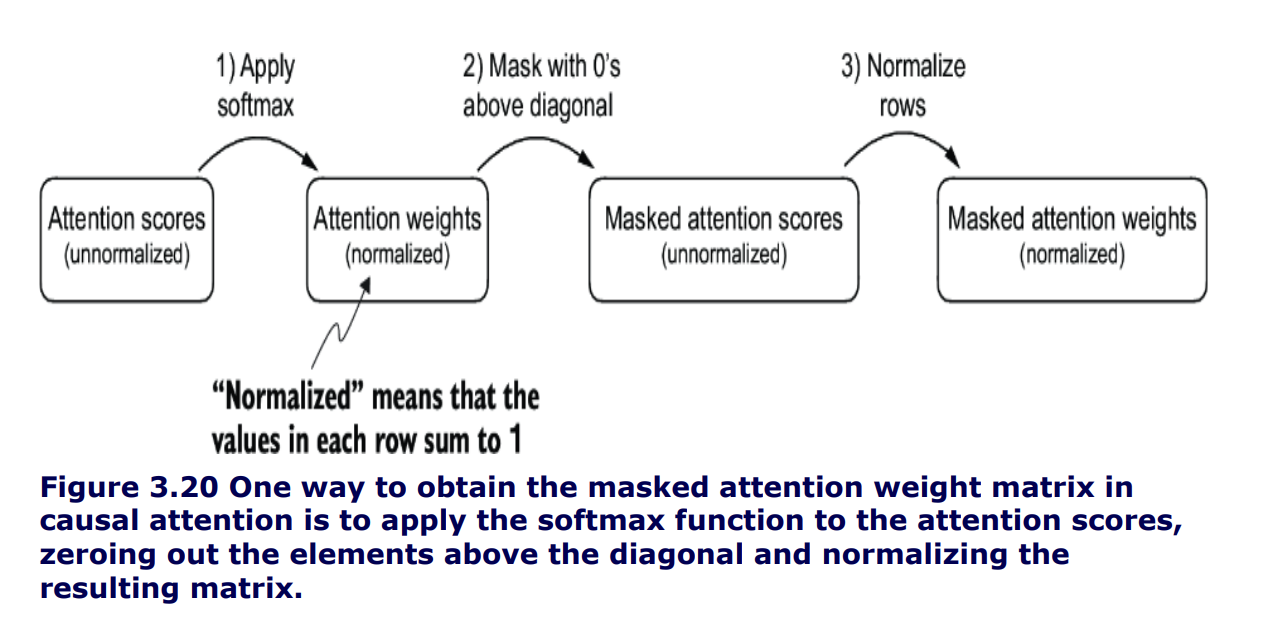 1) Apply
softmax
2) Mask with 0’s
above diagonal
3) Normalize
rows
Attention scores
(unnormalized)
Attention weights
(normalized)
Masked attention scores
(unnormalized)
Masked attention weights
(normalized)
“Normalized” means that the
values in each row sum to 1
Figure 3.20 One way to obtain the masked attention weight matrix in
causal attention is to apply the softmax function to the attention scores,
zeroing out the elements above the diagonal and normalizing the
resulting matrix.